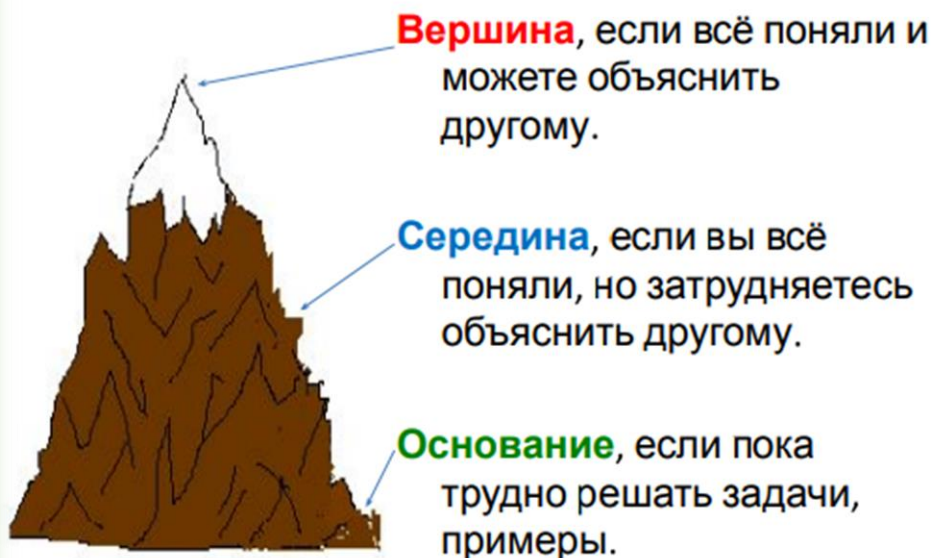 Вершина, если всё поняли и
можете объяснить
другому.
Середина, если вы всё
поняли, но затрудняетесь
объяснить другому.
Основание, если пока
трудно решать задачи,
примеры.